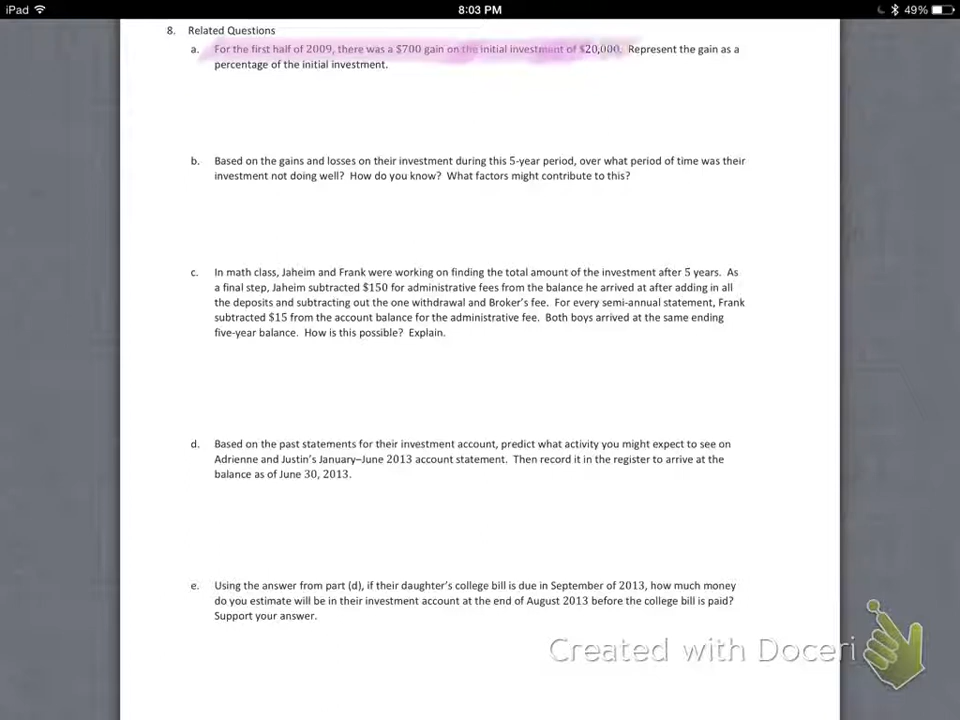 iPad
8:03 PM
49%
8. Related Questions
a. For the first half of 2009, there was a $700 gain on the initial investment of $20,000. Represent the gain as a
percentage of the initial investment.
b. Based on the gains and losses on their investment during this 5-year period, over what period of time was their
investment not doing well? How do you know? What factors might contribute to this?
c. In math class, Jaheim and Frank were working on finding the total amount of the investment after 5 years. As
a final step, Jaheim subtracted $150 for administrative fees from the balance he arrived at after adding in all
the deposits and subtracting out the one withdrawal and Broker's fee. For every semi-annual statement, Frank
subtracted $15 from the account balance for the administrative fee. Both boys arrived at the same ending
five-year balance. How is this possible? Explain.
d. Based on the past statements for their investment account, predict what activity you might expect to see on
Adrienne and Justin's January–June 2013 account statement. Then record it in the register to arrive at the
balance as of June 30, 2013.
e. Using the answer from part (d), if their daughter's college bill is due in September of 2013, how much money
do you estimate will be in their investment account at the end of August 2013 before the college bill is paid?
Support your answer.
Created with Doceri